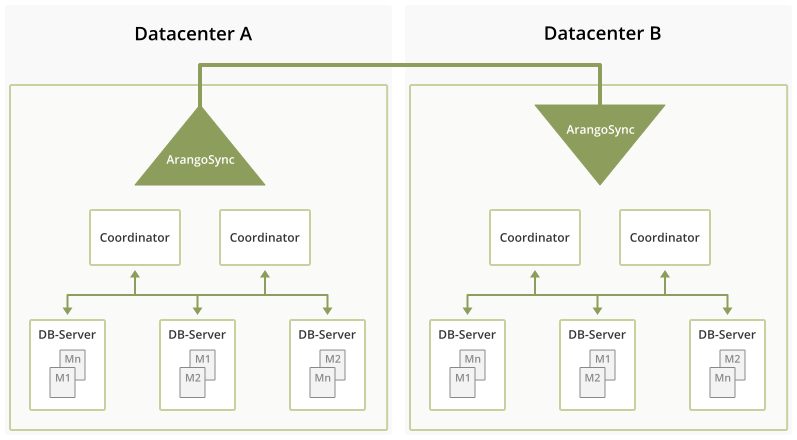 Datacenter A
Datacenter B
ArangoSync
ArangoSync
Coordinator
Coordinator
Coordinator
Coordinator
DB-Server
DB-Server
DB-Server
DB-Server
DB-Server
DB-Server
Mn
M1
M1
M2
M2
Mn
Mn
M1
M1
M2
M2
Mn